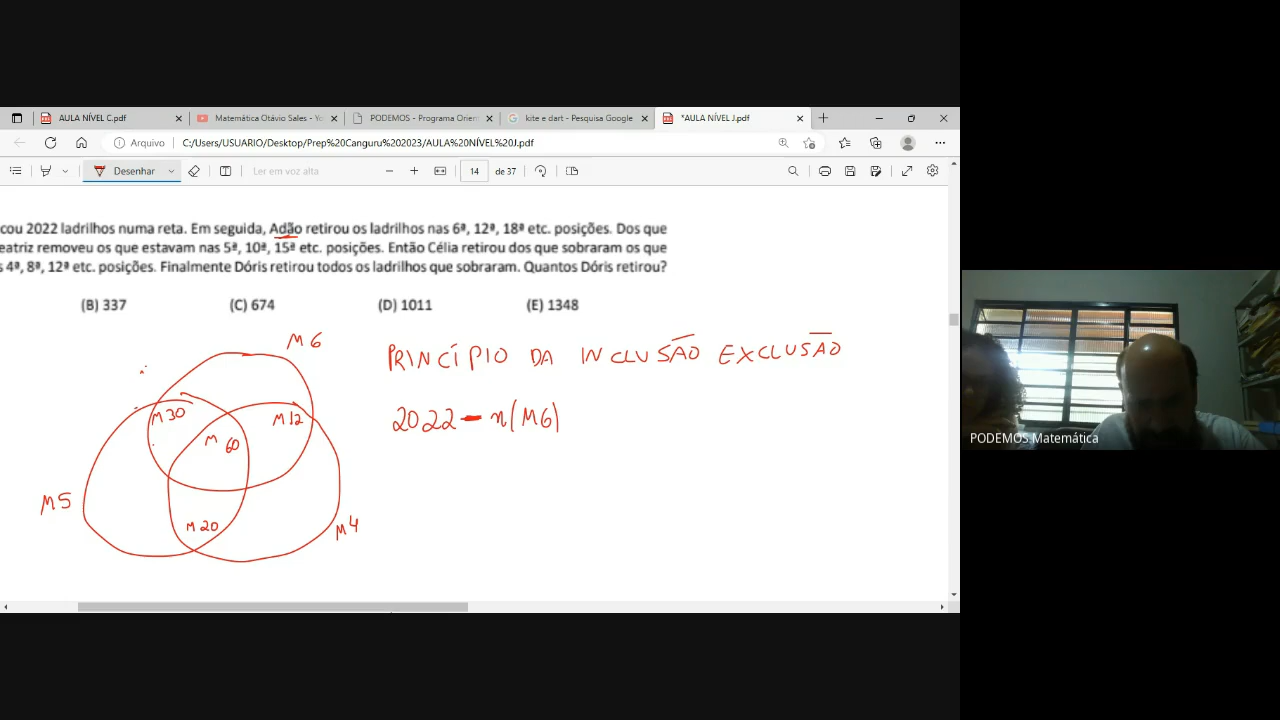 AULA NÍVEL C.pdf
Matemática Otávio Sales - Yo
PODEMOS - Programa Orien
kite e dart - Pesquisa Google
*AULA NÍVEL J.pdf
Arquivo C:/Users/USUARIO/Desktop/Prep%20Canguru%202023/AULA%20NÍVEL%20J.pdf
Desenhar
Ler em voz alta
14 de 37
cou 2022 ladrilhos numa reta. Em seguida, Adão retirou os ladrilhos nas 6ª, 12ª, 18ª etc. posições. Dos que
eatriz removeu os que estavam nas 5ª, 10ª, 15ª etc. posições. Então Célia retirou dos que sobraram os que
s 4ª, 8ª, 12ª etc. posições. Finalmente Dóris retirou todos os ladrilhos que sobraram. Quantos Dóris retirou?
(B) 337 (C) 674 (D) 1011 (E) 1348
M6
PRINCÍPIO DA INCLUSÃO EXCLUSÃO
M30
M12
2022 - n(M6)
M 60
M5
M20
M4
PODEMOS Matemática